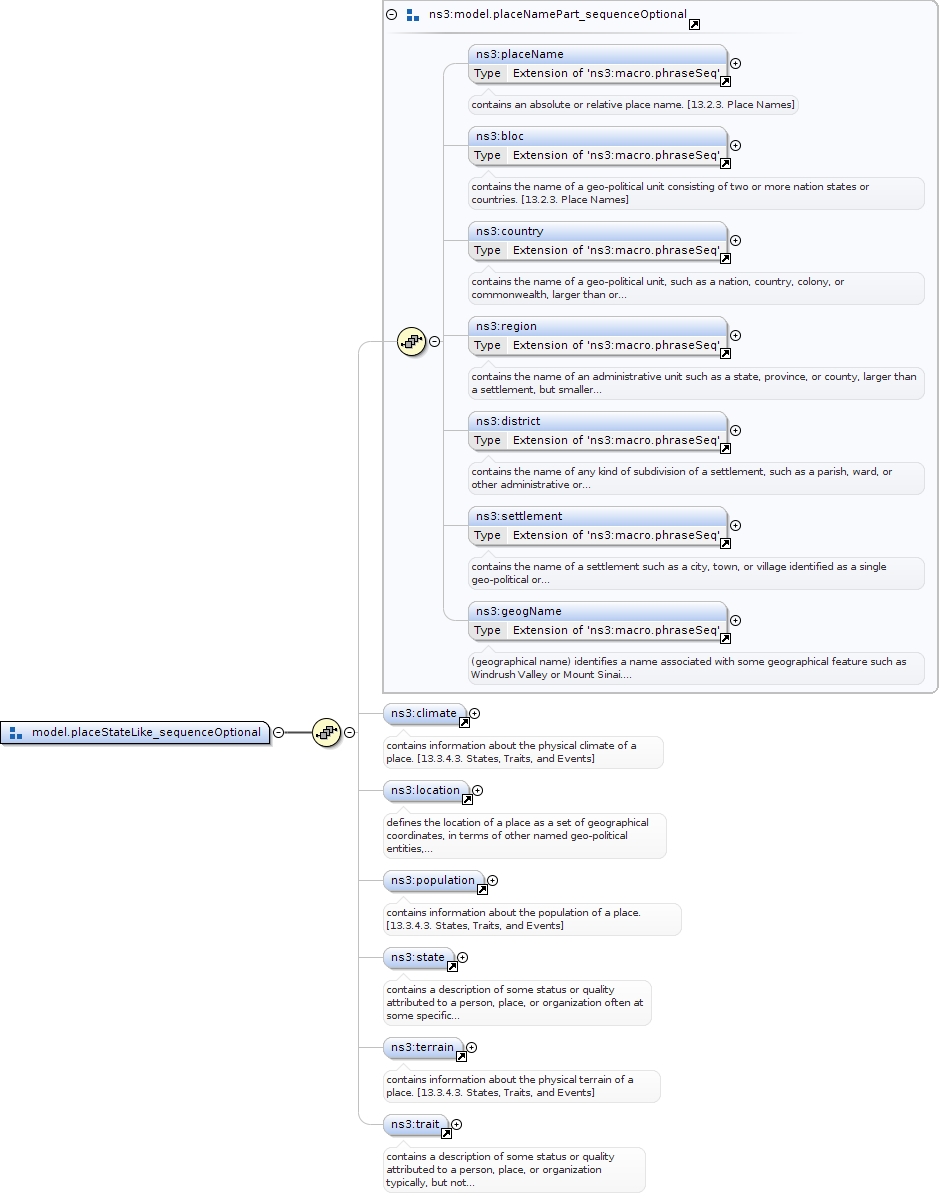 ns3:model.placeNamePart_sequenceOptional
ns3:placeName
Type Extension of 'ns3:macro.phraseSeq'
contains an absolute or relative place name. [13.2.3. Place Names]
ns3:bloc
Type Extension of 'ns3:macro.phraseSeq'
contains the name of a geo-political unit consisting of two or more nation states or
countries. [13.2.3. Place Names]
ns3:country
Type Extension of 'ns3:macro.phraseSeq'
contains the name of a geo-political unit, such as a nation, country, colony, or
commonwealth, larger than or...
ns3:region
Type Extension of 'ns3:macro.phraseSeq'
contains the name of an administrative unit such as a state, province, or county, larger than
a settlement, but smaller...
ns3:district
Type Extension of 'ns3:macro.phraseSeq'
contains the name of any kind of subdivision of a settlement, such as a parish, ward, or
other administrative or...
ns3:settlement
Type Extension of 'ns3:macro.phraseSeq'
contains the name of a settlement such as a city, town, or village identified as a single
geo-political or...
ns3:geogName
Type Extension of 'ns3:macro.phraseSeq'
(geographical name) identifies a name associated with some geographical feature such as
Windrush Valley or Mount Sinai....
model.placeStateLike_sequenceOptional
ns3:climate
contains information about the physical climate of a
place. [13.3.4.3. States, Traits, and Events]
ns3:location
defines the location of a place as a set of geographical
coordinates, in terms of other named geo-political
entities,...
ns3:population
contains information about the population of a place.
[13.3.4.3. States, Traits, and Events]
ns3:state
contains a description of some status or quality
attributed to a person, place, or organization often at
some specific...
ns3:terrain
contains information about the physical terrain of a
place. [13.3.4.3. States, Traits, and Events]
ns3:trait
contains a description of some status or quality
attributed to a person, place, or organization
typically, but not...